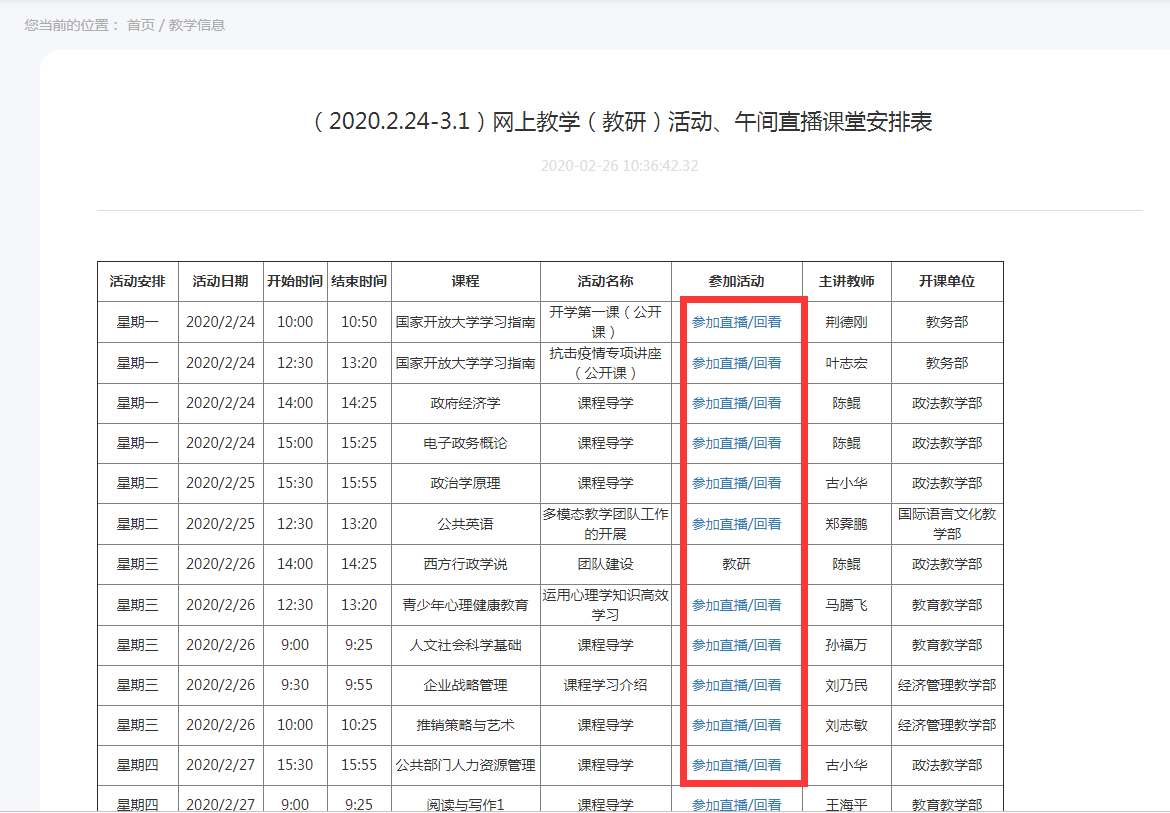 您当前的位置： 首页 / 教学信息
（2020.2.24-3.1）网上教学（教研）活动、午间直播课堂安排表
2020-02-26 10:36:42.32
活动安排 活动日期 开始时间 结束时间 课程 活动名称 参加活动 主讲教师 开课单位
星期一 2020/2/24 10:00 10:50 国家开放大学学习指南 开学第一课（公开课） 参加直播/回看 荆德刚 教务部
星期一 2020/2/24 12:30 13:20 国家开放大学学习指南 抗击疫情专项讲座（公开课） 参加直播/回看 叶志宏 教务部
星期一 2020/2/24 14:00 14:25 政府经济学 课程导学 参加直播/回看 陈鲲 政法教学部
星期一 2020/2/24 15:00 15:25 电子政务概论 课程导学 参加直播/回看 陈鲲 政法教学部
星期二 2020/2/25 15:30 15:55 政治学原理 课程导学 参加直播/回看 古小华 政法教学部
星期二 2020/2/25 12:30 13:20 公共英语 多模态教学团队工作的开展 参加直播/回看 郑霁鹏 国际语言文化教学部
星期三 2020/2/26 14:00 14:25 西方行政学说 团队建设 教研 陈鲲 政法教学部
星期三 2020/2/26 12:30 13:20 青少年心理健康教育 运用心理学知识高效学习 参加直播/回看 马腾飞 教育教学部
星期三 2020/2/26 9:00 9:25 人文社会科学基础 课程导学 参加直播/回看 孙福万 教育教学部
星期三 2020/2/26 9:30 9:55 企业战略管理 课程学习介绍 参加直播/回看 刘乃民 经济管理教学部
星期三 2020/2/26 10:00 10:25 推销策略与艺术 课程导学 参加直播/回看 刘志敏 经济管理教学部
星期四 2020/2/27 15:30 15:55 公共部门人力资源管理 课程导学 参加直播/回看 古小华 政法教学部
星期四 2020/2/27 9:00 9:25 阅读与写作1 课程导学 参加直播/回看 王海平 教育教学部